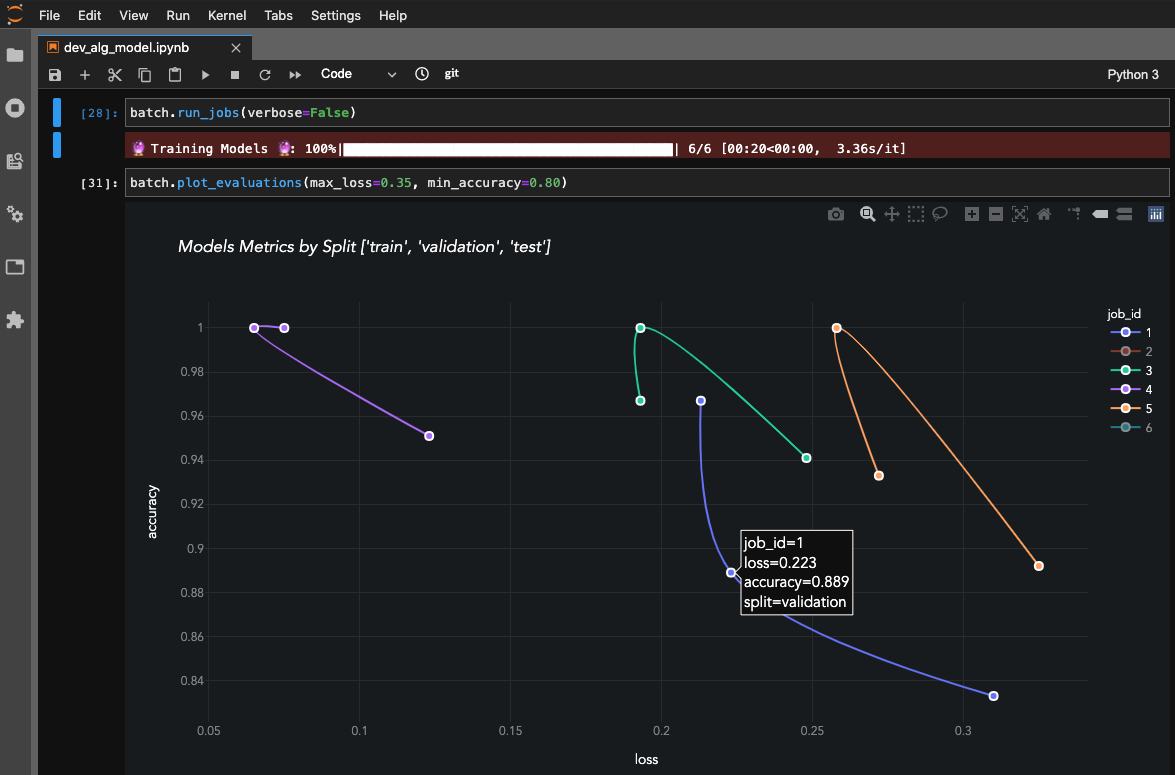 File Edit View Run Kernel Tabs Settings Help
dev_alg_model.ipynb
Code git Python 3
[28]: batch.run_jobs(verbose=False)
🔮 Training Models 🔮: 100%|██████████| 6/6 [00:20<00:00, 3.36s/it]
[31]: batch.plot_evaluations(max_loss=0.35, min_accuracy=0.80)
Models Metrics by Split ['train', 'validation', 'test']
job_id
1
2
3
4
5
6
accuracy
1
0.98
0.96
0.94
0.92
0.9
0.88
0.86
0.84
job_id=1
loss=0.223
accuracy=0.889
split=validation
0.05 0.1 0.15 0.2 0.25 0.3
loss